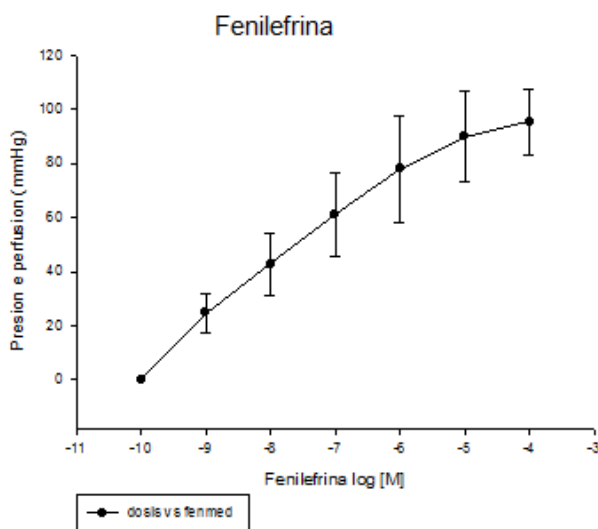 Fenilefrina
120
100
80
60
40
20
0
Presion e perfusion (mmHg)
-11 -10 -9 -8 -7 -6 -5 -4 -3
Fenilefrina log [M]
dosis vs fenmed